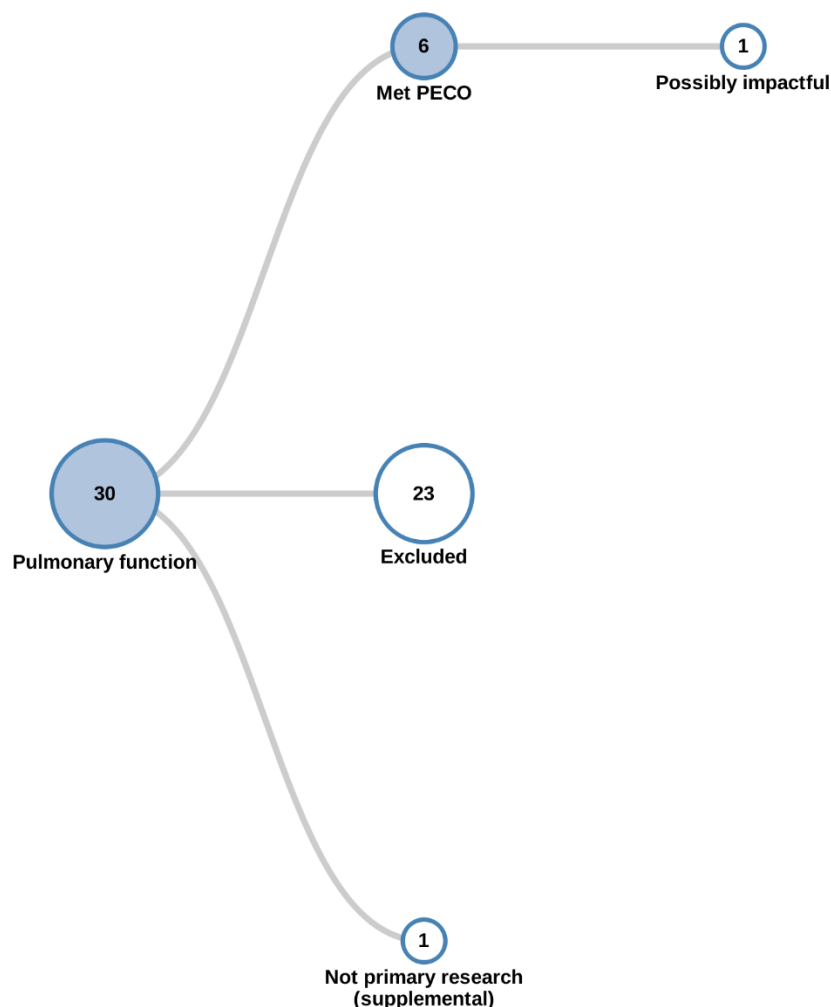 6
Met PECO
1
Possibly impactful
30
Pulmonary function
23
Excluded
1
Not primary research
(supplemental)